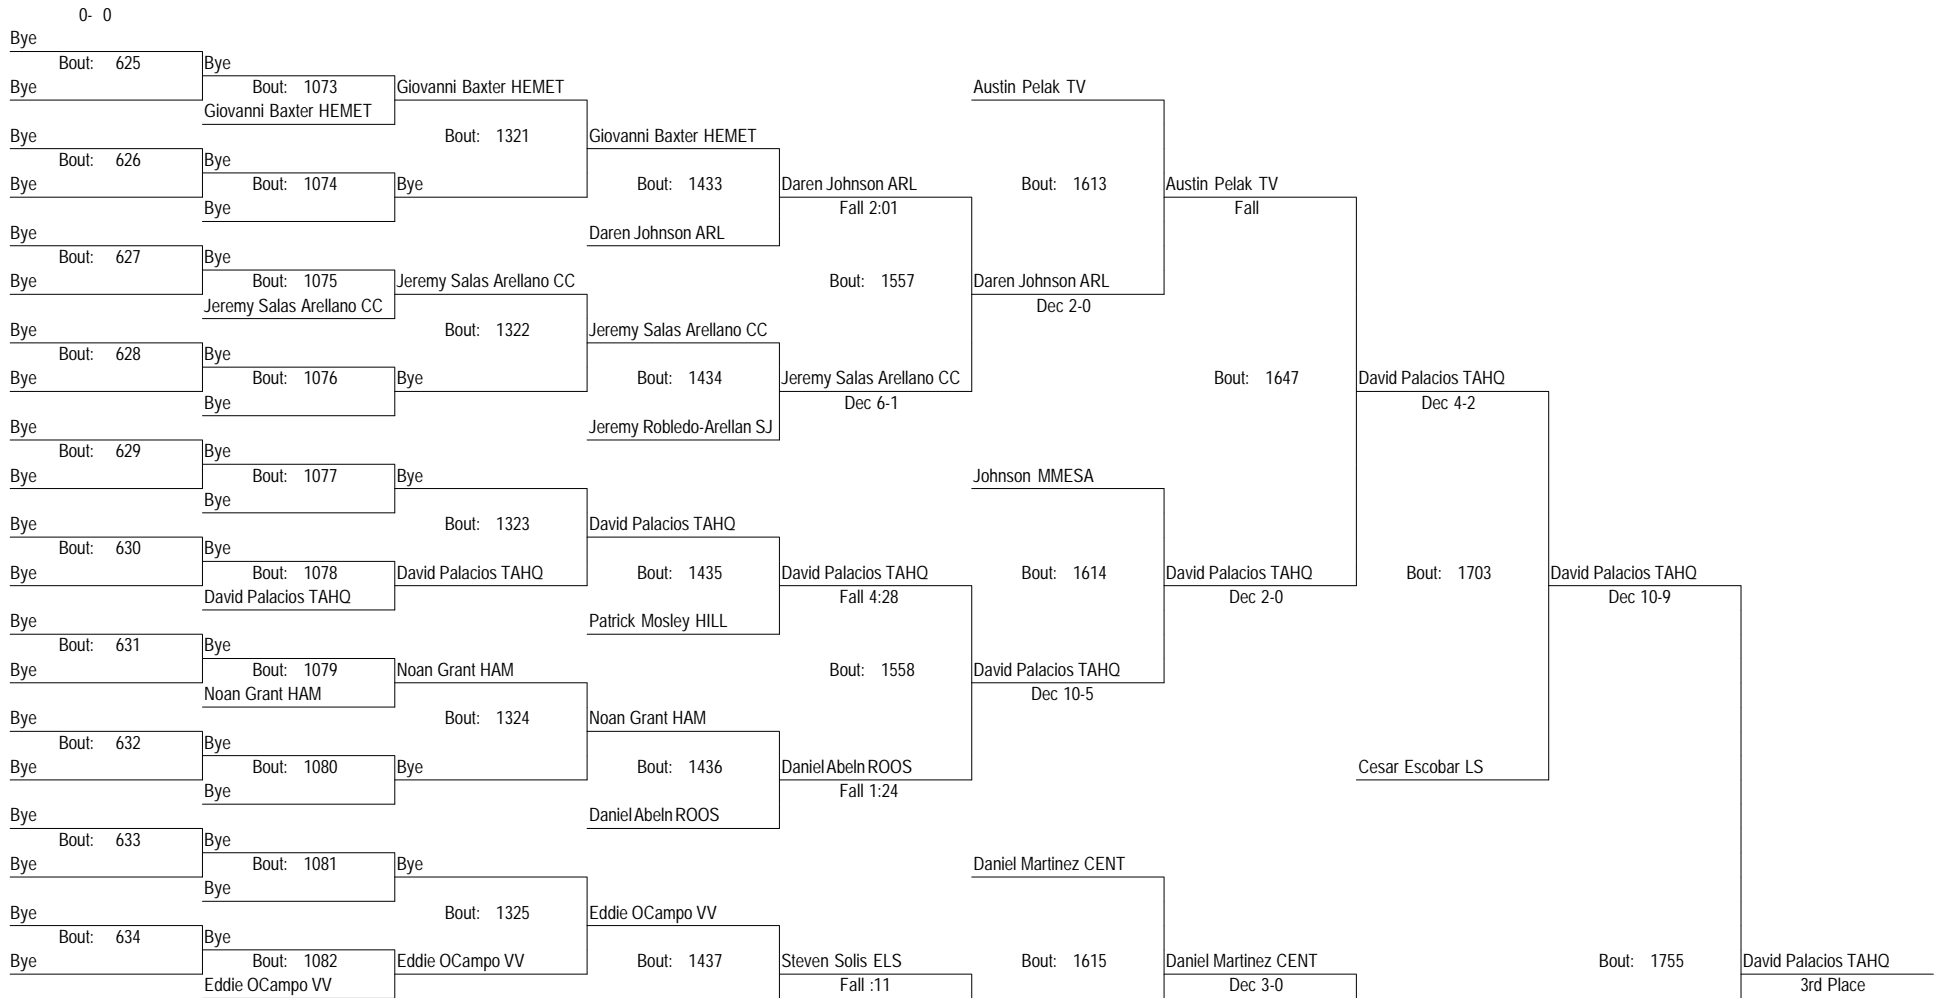 0- 0
Bye
Bout: 625 Bye
Bye Bout: 1073 Giovanni Baxter HEMET Austin Pelak TV
Giovanni Baxter HEMET
Bye Bout: 1321 Giovanni Baxter HEMET
Bout: 626 Bye
Bye Bout: 1074 Bye Bout: 1433 Daren Johnson ARL Bout: 1613 Austin Pelak TV
Bye Fall 2:01 Fall
Bye Daren Johnson ARL
Bout: 627 Bye
Bye Bout: 1075 Jeremy Salas Arellano CC Bout: 1557 Daren Johnson ARL
Jeremy Salas Arellano CC Dec 2-0
Bye Bout: 1322 Jeremy Salas Arellano CC
Bout: 628 Bye
Bye Bout: 1076 Bye Bout: 1434 Jeremy Salas Arellano CC Bout: 1647 David Palacios TAHQ
Bye Dec 6-1 Dec 4-2
Bye Jeremy Robledo-Arellan SJ
Bout: 629 Bye
Bye Bout: 1077 Bye Johnson MMESA
Bye
Bye Bout: 1323 David Palacios TAHQ
Bout: 630 Bye
Bye Bout: 1078 David Palacios TAHQ Bout: 1435 David Palacios TAHQ Bout: 1614 David Palacios TAHQ Bout: 1703 David Palacios TAHQ
David Palacios TAHQ Fall 4:28 Dec 2-0 Dec 10-9
Bye Patrick Mosley HILL
Bout: 631 Bye
Bye Bout: 1079 Noan Grant HAM Bout: 1558 David Palacios TAHQ
Noan Grant HAM Dec 10-5
Bye Bout: 1324 Noan Grant HAM
Bout: 632 Bye
Bye Bout: 1080 Bye Bout: 1436 Daniel Abeln ROOS Cesar Escobar LS
Bye Fall 1:24
Bye Daniel Abeln ROOS
Bout: 633 Bye
Bye Bout: 1081 Bye Daniel Martinez CENT
Bye
Bye Bout: 1325 Eddie OCampo VV
Bout: 634 Bye
Bye Bout: 1082 Eddie OCampo VV Bout: 1437 Steven Solis ELS Bout: 1615 Daniel Martinez CENT Bout: 1755 David Palacios TAHQ
Eddie OCampo VV Fall :11 Dec 3-0 3rd Place